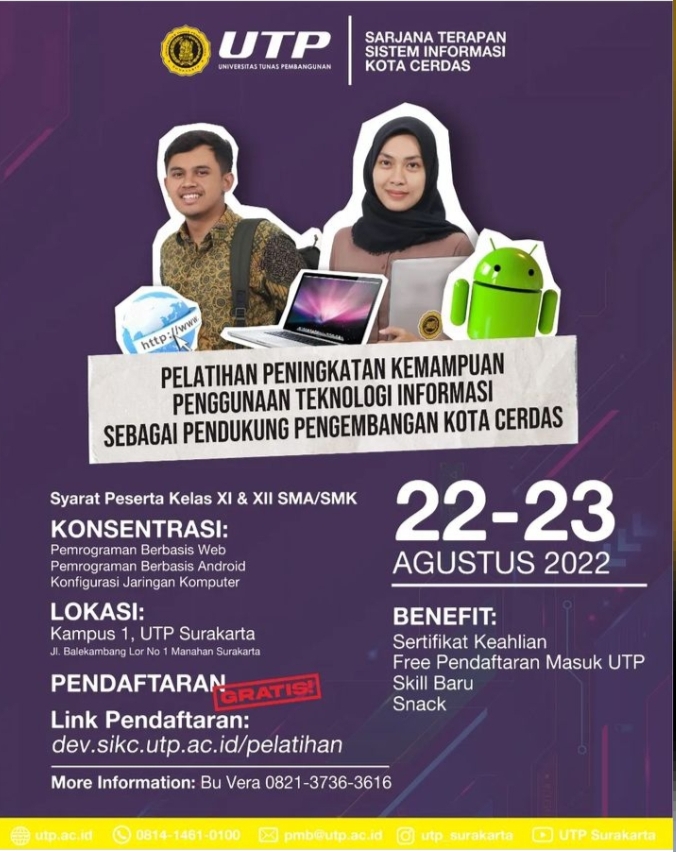 UTP
UNIVERSITAS TUNAS PEMBANGUNAN
SARJANA TERAPAN
SISTEM INFORMASI
KOTA CERDAS
http://www.
PELATIHAN PENINGKATAN KEMAMPUAN
PENGGUNAAN TEKNOLOGI INFORMASI
SEBAGAI PENDUKUNG PENGEMBANGAN KOTA CERDAS
Syarat Peserta Kelas XI & XII SMA/SMK
KONSENTRASI:
Pemrograman Berbasis Web
Pemrograman Berbasis Android
Konfigurasi Jaringan Komputer
LOKASI:
Kampus 1, UTP Surakarta
Jl. Balekambang Lor No 1 Manahan Surakarta
PENDAFTARAN
GRATIS!
Link Pendaftaran:
dev.sikc.utp.ac.id/pelatihan
More Information: Bu Vera 0821-3736-3616
22-23
AGUSTUS 2022
BENEFIT:
Sertifikat Keahlian
Free Pendaftaran Masuk UTP
Skill Baru
Snack
utp.ac.id 0814-1461-0100 pmb@utp.ac.id utp_surakarta UTP Surakarta